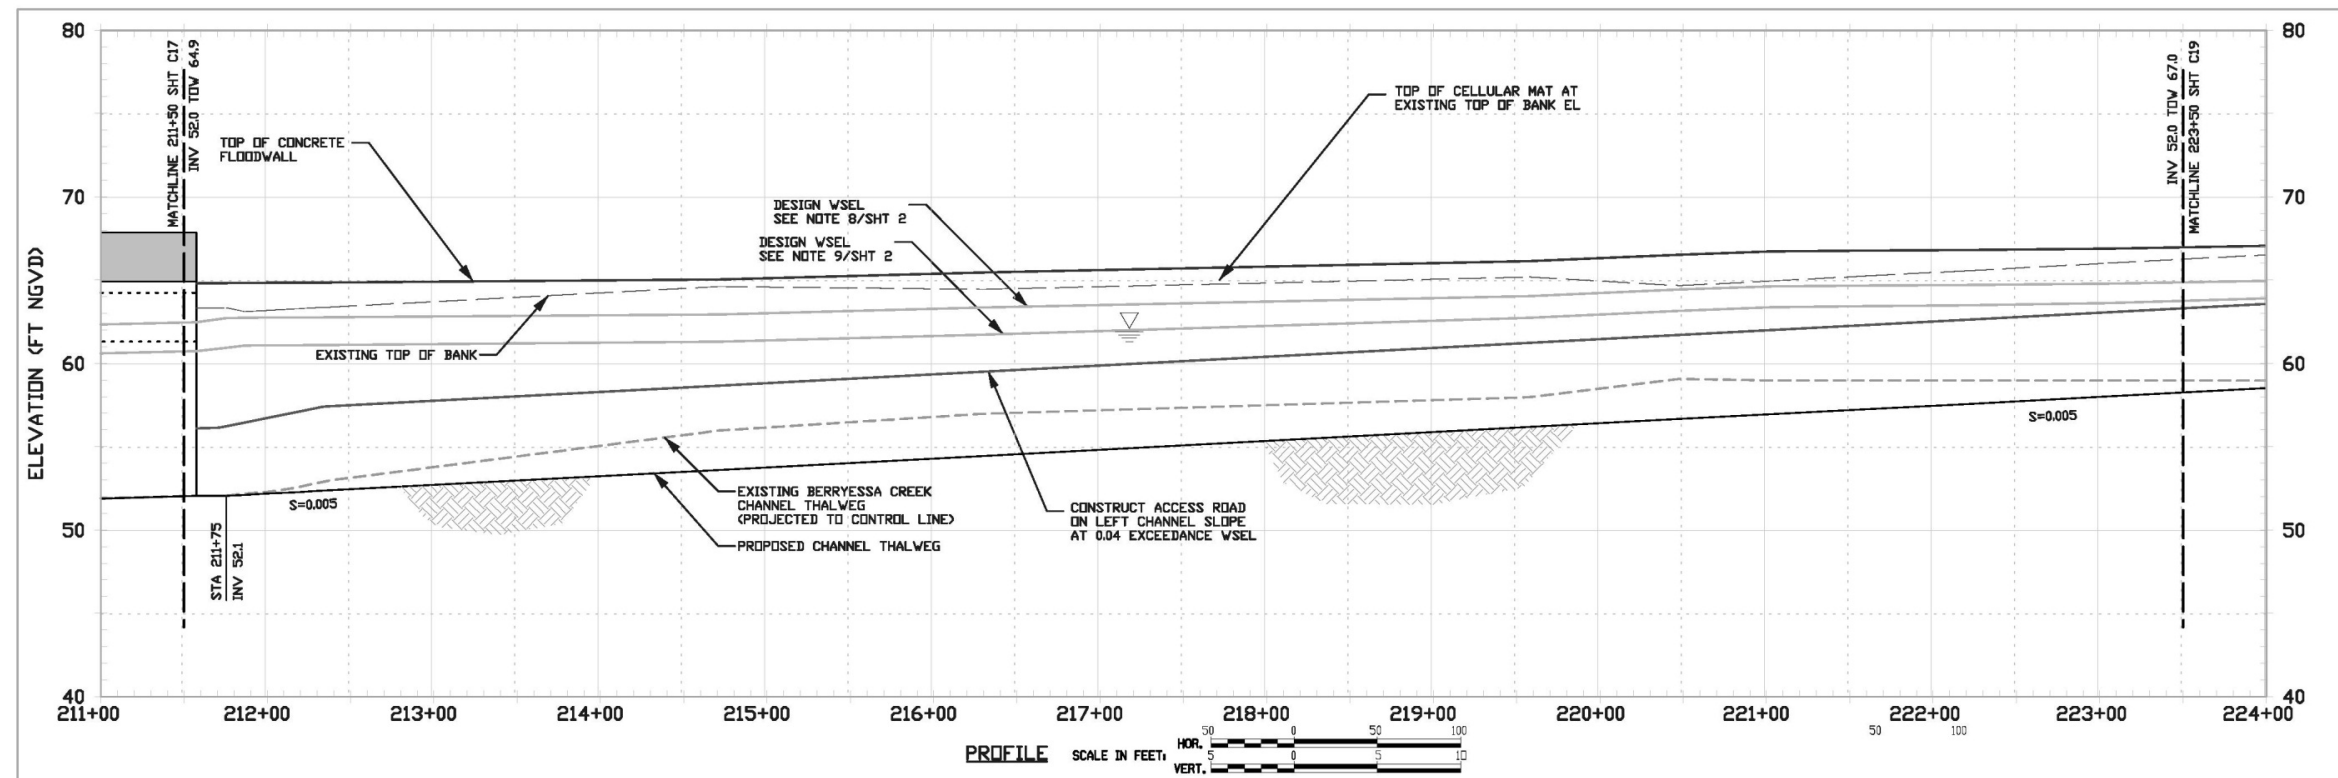 80
80
MATCHLINE 211+50 SHT C17
INV 52.0 TOW 64.9
INV 52.0 TOW 67.0
MATCHLINE 223+50 SHT C19
TOP OF CELLULAR MAT AT
EXISTING TOP OF BANK EL
TOP OF CONCRETE
FLOODWALL
70
70
DESIGN WSEL
SEE NOTE 8/SHT 2
DESIGN WSEL
SEE NOTE 9/SHT 2
ELEVATION (FT NGVD)
EXISTING TOP OF BANK
60
60
S=0.005
S=0.005
EXISTING BERRYESSA CREEK
CHANNEL THALWEG
(PROJECTED TO CONTROL LINE)
PROPOSED CHANNEL THALWEG
CONSTRUCT ACCESS ROAD
ON LEFT CHANNEL SLOPE
AT 0.04 EXCEEDANCE WSEL
50
50
STA 211+75
INV 52.1
40
40
211+00 212+00 213+00 214+00 215+00 216+00 217+00 218+00 219+00 220+00 221+00 222+00 223+00 224+00
PROFILE
SCALE IN FEET:
HOR.
50 0 50 100
VERT.
5 0 5 10
50 100